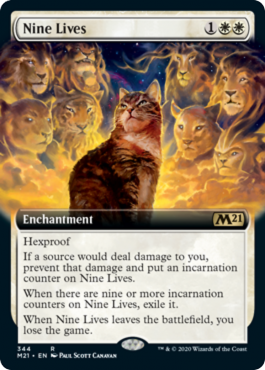 Nine Lives 1
Enchantment M21
Hexproof
If a source would deal damage to you,
prevent that damage and put an incarnation
counter on Nine Lives.
When there are nine or more incarnation
counters on Nine Lives, exile it.
When Nine Lives leaves the battlefield, you
lose the game.
344 R
M21 • EN PAUL SCOTT CANAVAN ™ & © 2020 Wizards of the Coast